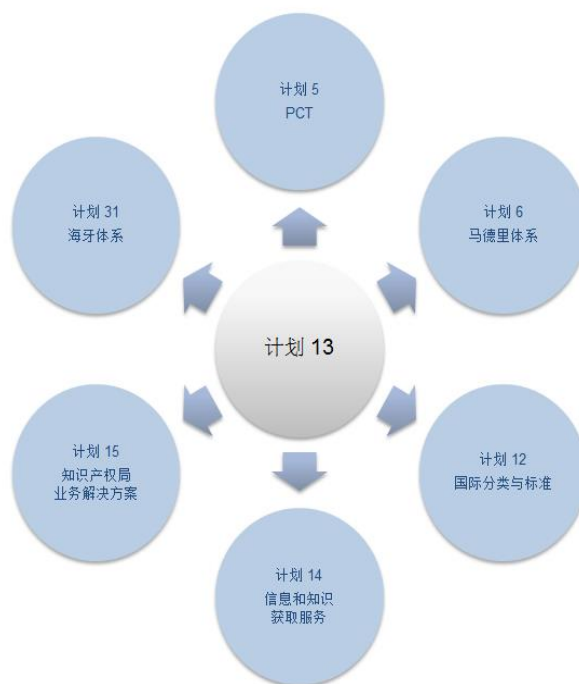 计划 5
PCT
计划 31
海牙体系
计划 6
马德里体系
计划 13
计划 15
知识产权局
业务解决方案
计划 12
国际分类与标准
计划 14
信息和知识
获取服务